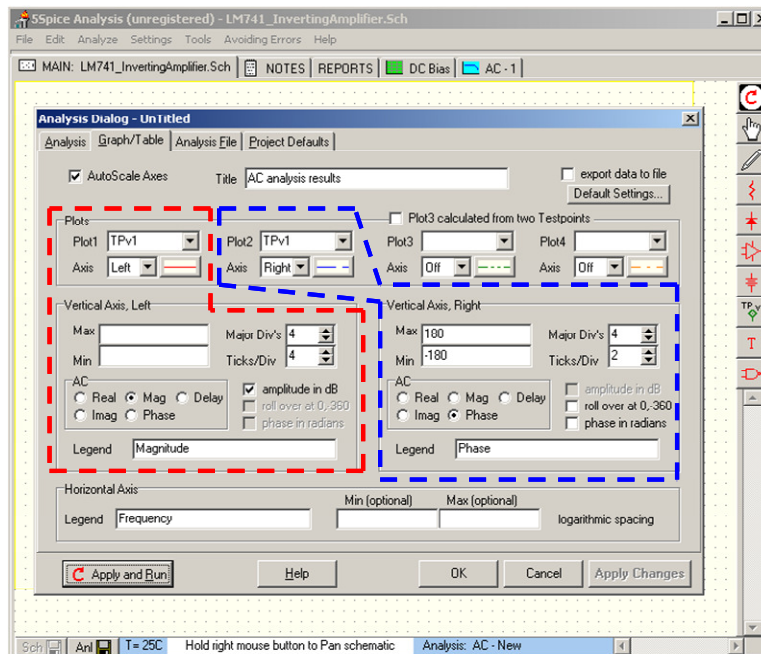 5Spice Analysis (unregistered) - LM741_InvertingAmplifier.Sch
File Edit Analyze Settings Tools Avoiding Errors Help
MAIN: LM741_InvertingAmplifier.Sch NOTES REPORTS DC Bias AC - 1
Analysis Dialog - UnTitled
Analysis Graph/Table Analysis File Project Defaults
AutoScale Axes Title AC analysis results export data to file
Default Settings...
Plots Plot3 calculated from two Testpoints
Plot1 TPv1 Plot2 TPv1 Plot3 Plot4
Axis Left Axis Right Axis Off Axis Off
Vertical Axis, Left Vertical Axis, Right
Max Major Div's 4 Max 180 Major Div's 4
Min Ticks/Div 4 Min -180 Ticks/Div 2
AC amplitude in dB AC amplitude in dB
Real Mag Delay roll over at 0,-360 Real Mag Delay roll over at 0,-360
Imag Phase phase in radians Imag Phase phase in radians
Legend Magnitude Legend Phase
Horizontal Axis Min (optional) Max (optional)
Legend Frequency logarithmic spacing
Apply and Run Help OK Cancel Apply Changes
TP v
T
Sch Anl T= 25C Hold right mouse button to Pan schematic Analysis: AC - New